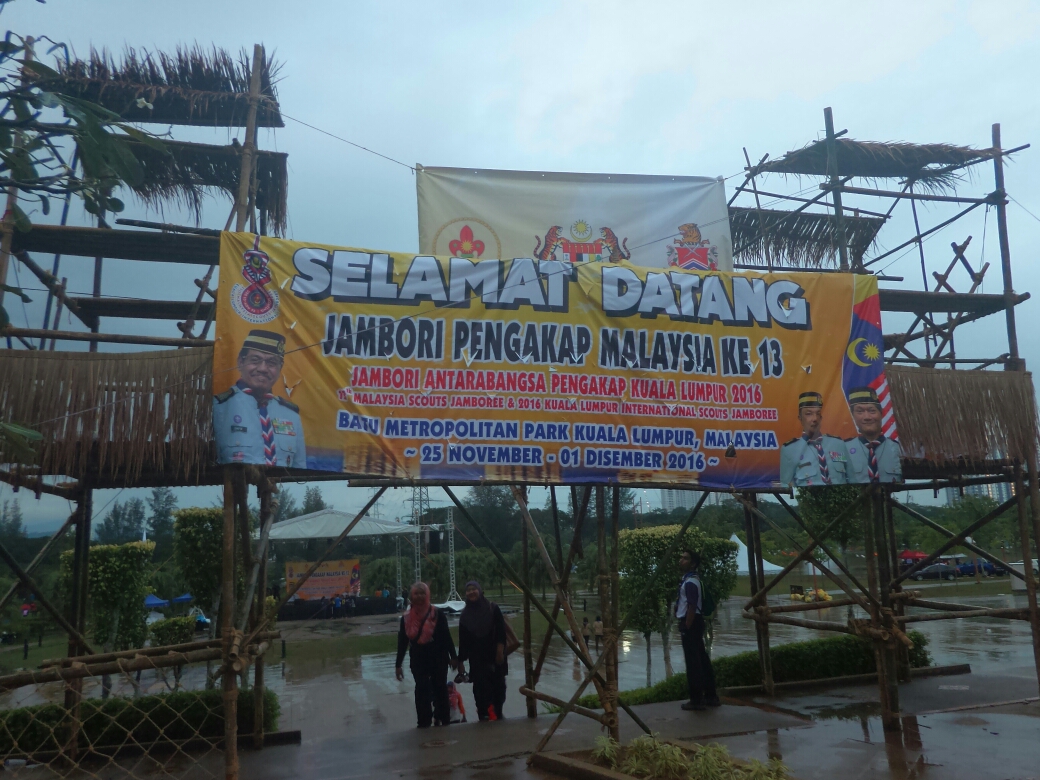 SELAMAT DATANG
JAMBORI PENGAKAP MALAYSIA KE 13
JAMBORI ANTARABANGSA PENGAKAP KUALA LUMPUR 2016
MALAYSIA SCOUTS JAMBOREE & 2016 KUALA LUMPUR INTERNATIONAL SCOUTS JAMBOREE
BATU METROPOLITAN PARK KUALA LUMPUR, MALAYSIA
~ 25 NOVEMBER - 01 DISEMBER 2016 ~